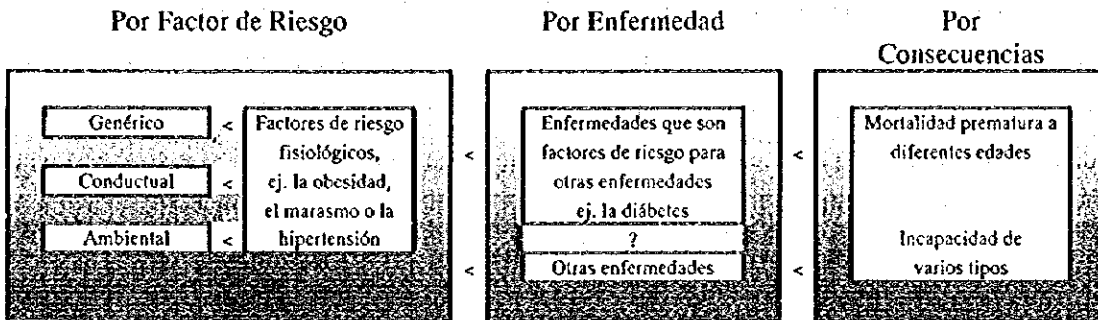 Por Factor de Riesgo
Por Enfermedad
Por
Consecuencias
Genérico
<
Conductual
<
Ambiental
<
Factores de riesgo
fisiológicos,
ej. la obesidad,
el marasmo o la
hipertensión
<
<
Enfermedades que son
factores de riesgo para
otras enfermedades
ej. la diábetes
?
Otras enfermedades
<
<
Mortalidad prematura a
diferentes edades
Incapacidad de
varios tipos